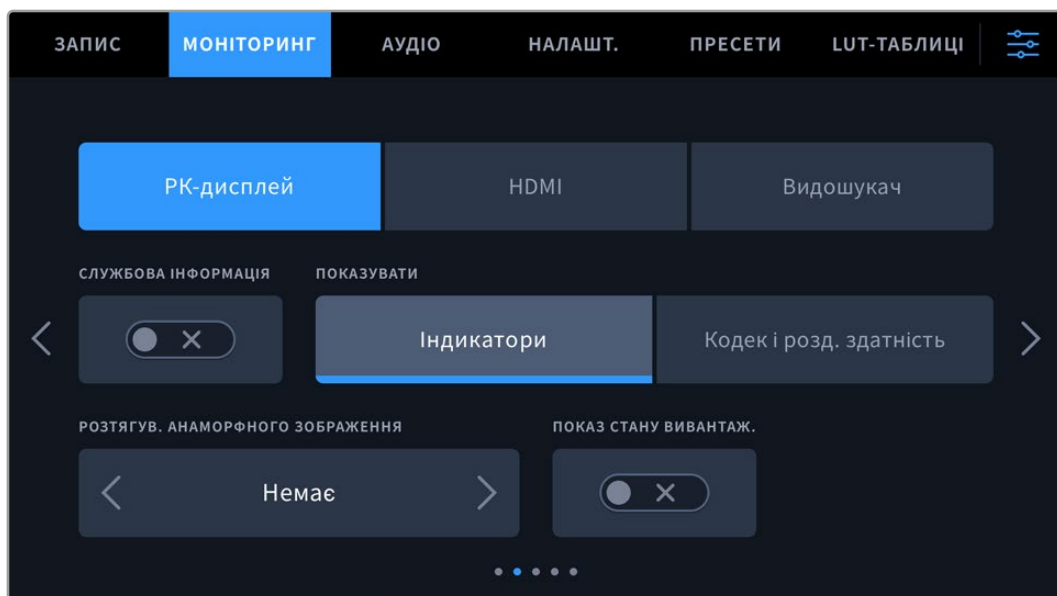 ЗАПИС МОНІТОРИНГ АУДІО НАЛАШТ. ПРЕСЕТИ LUT-ТАБЛИЦІ
РК-дисплей HDMI Видошукач
СЛУЖБОВА ІНФОРМАЦІЯ ПОКАЗУВАТИ
Індикатори Кодек і розд. здатність
РОЗТЯГУВ. АНАМОРФНОГО ЗОБРАЖЕННЯ ПОКАЗ СТАНУ ВИВАНТАЖ.
Немає